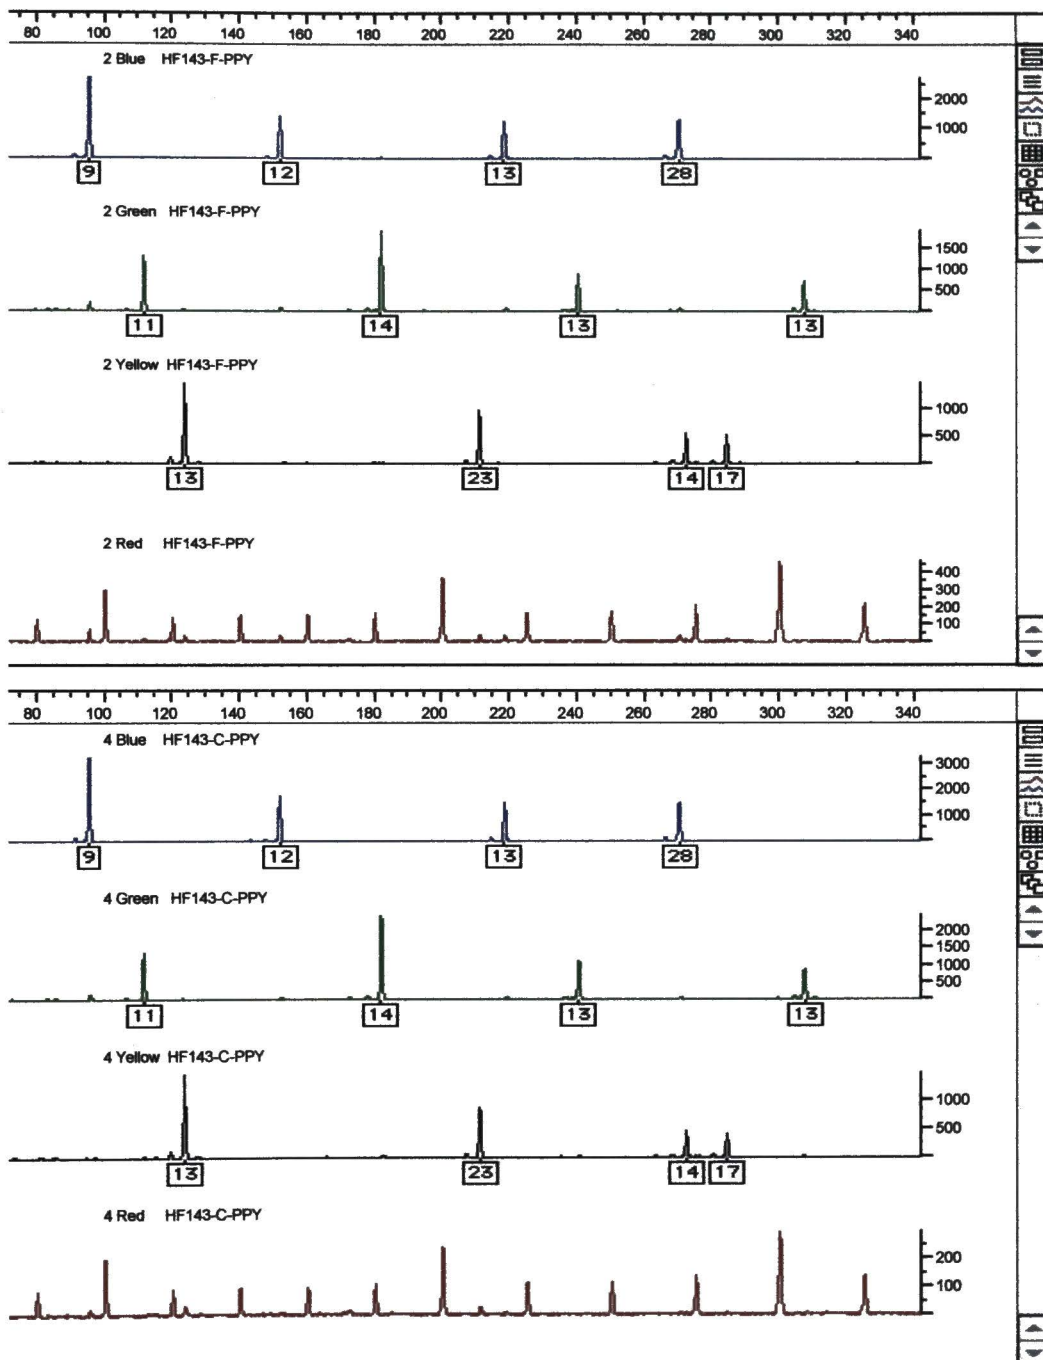 80 100 120 140 160 180 200 220 240 260 280 300 320 340
2 Blue HF143-F-PPY
2000
1000
9 12 13 28
2 Green HF143-F-PPY
1500
1000
500
11 14 13 13
2 Yellow HF143-F-PPY
1000
500
13 23 14 17
2 Red HF143-F-PPY
400
300
200
100
80 100 120 140 160 180 200 220 240 260 280 300 320 340
4 Blue HF143-C-PPY
3000
2000
1000
9 12 13 28
4 Green HF143-C-PPY
2000
1500
1000
500
11 14 13 13
4 Yellow HF143-C-PPY
1000
500
13 23 14 17
4 Red HF143-C-PPY
200
100